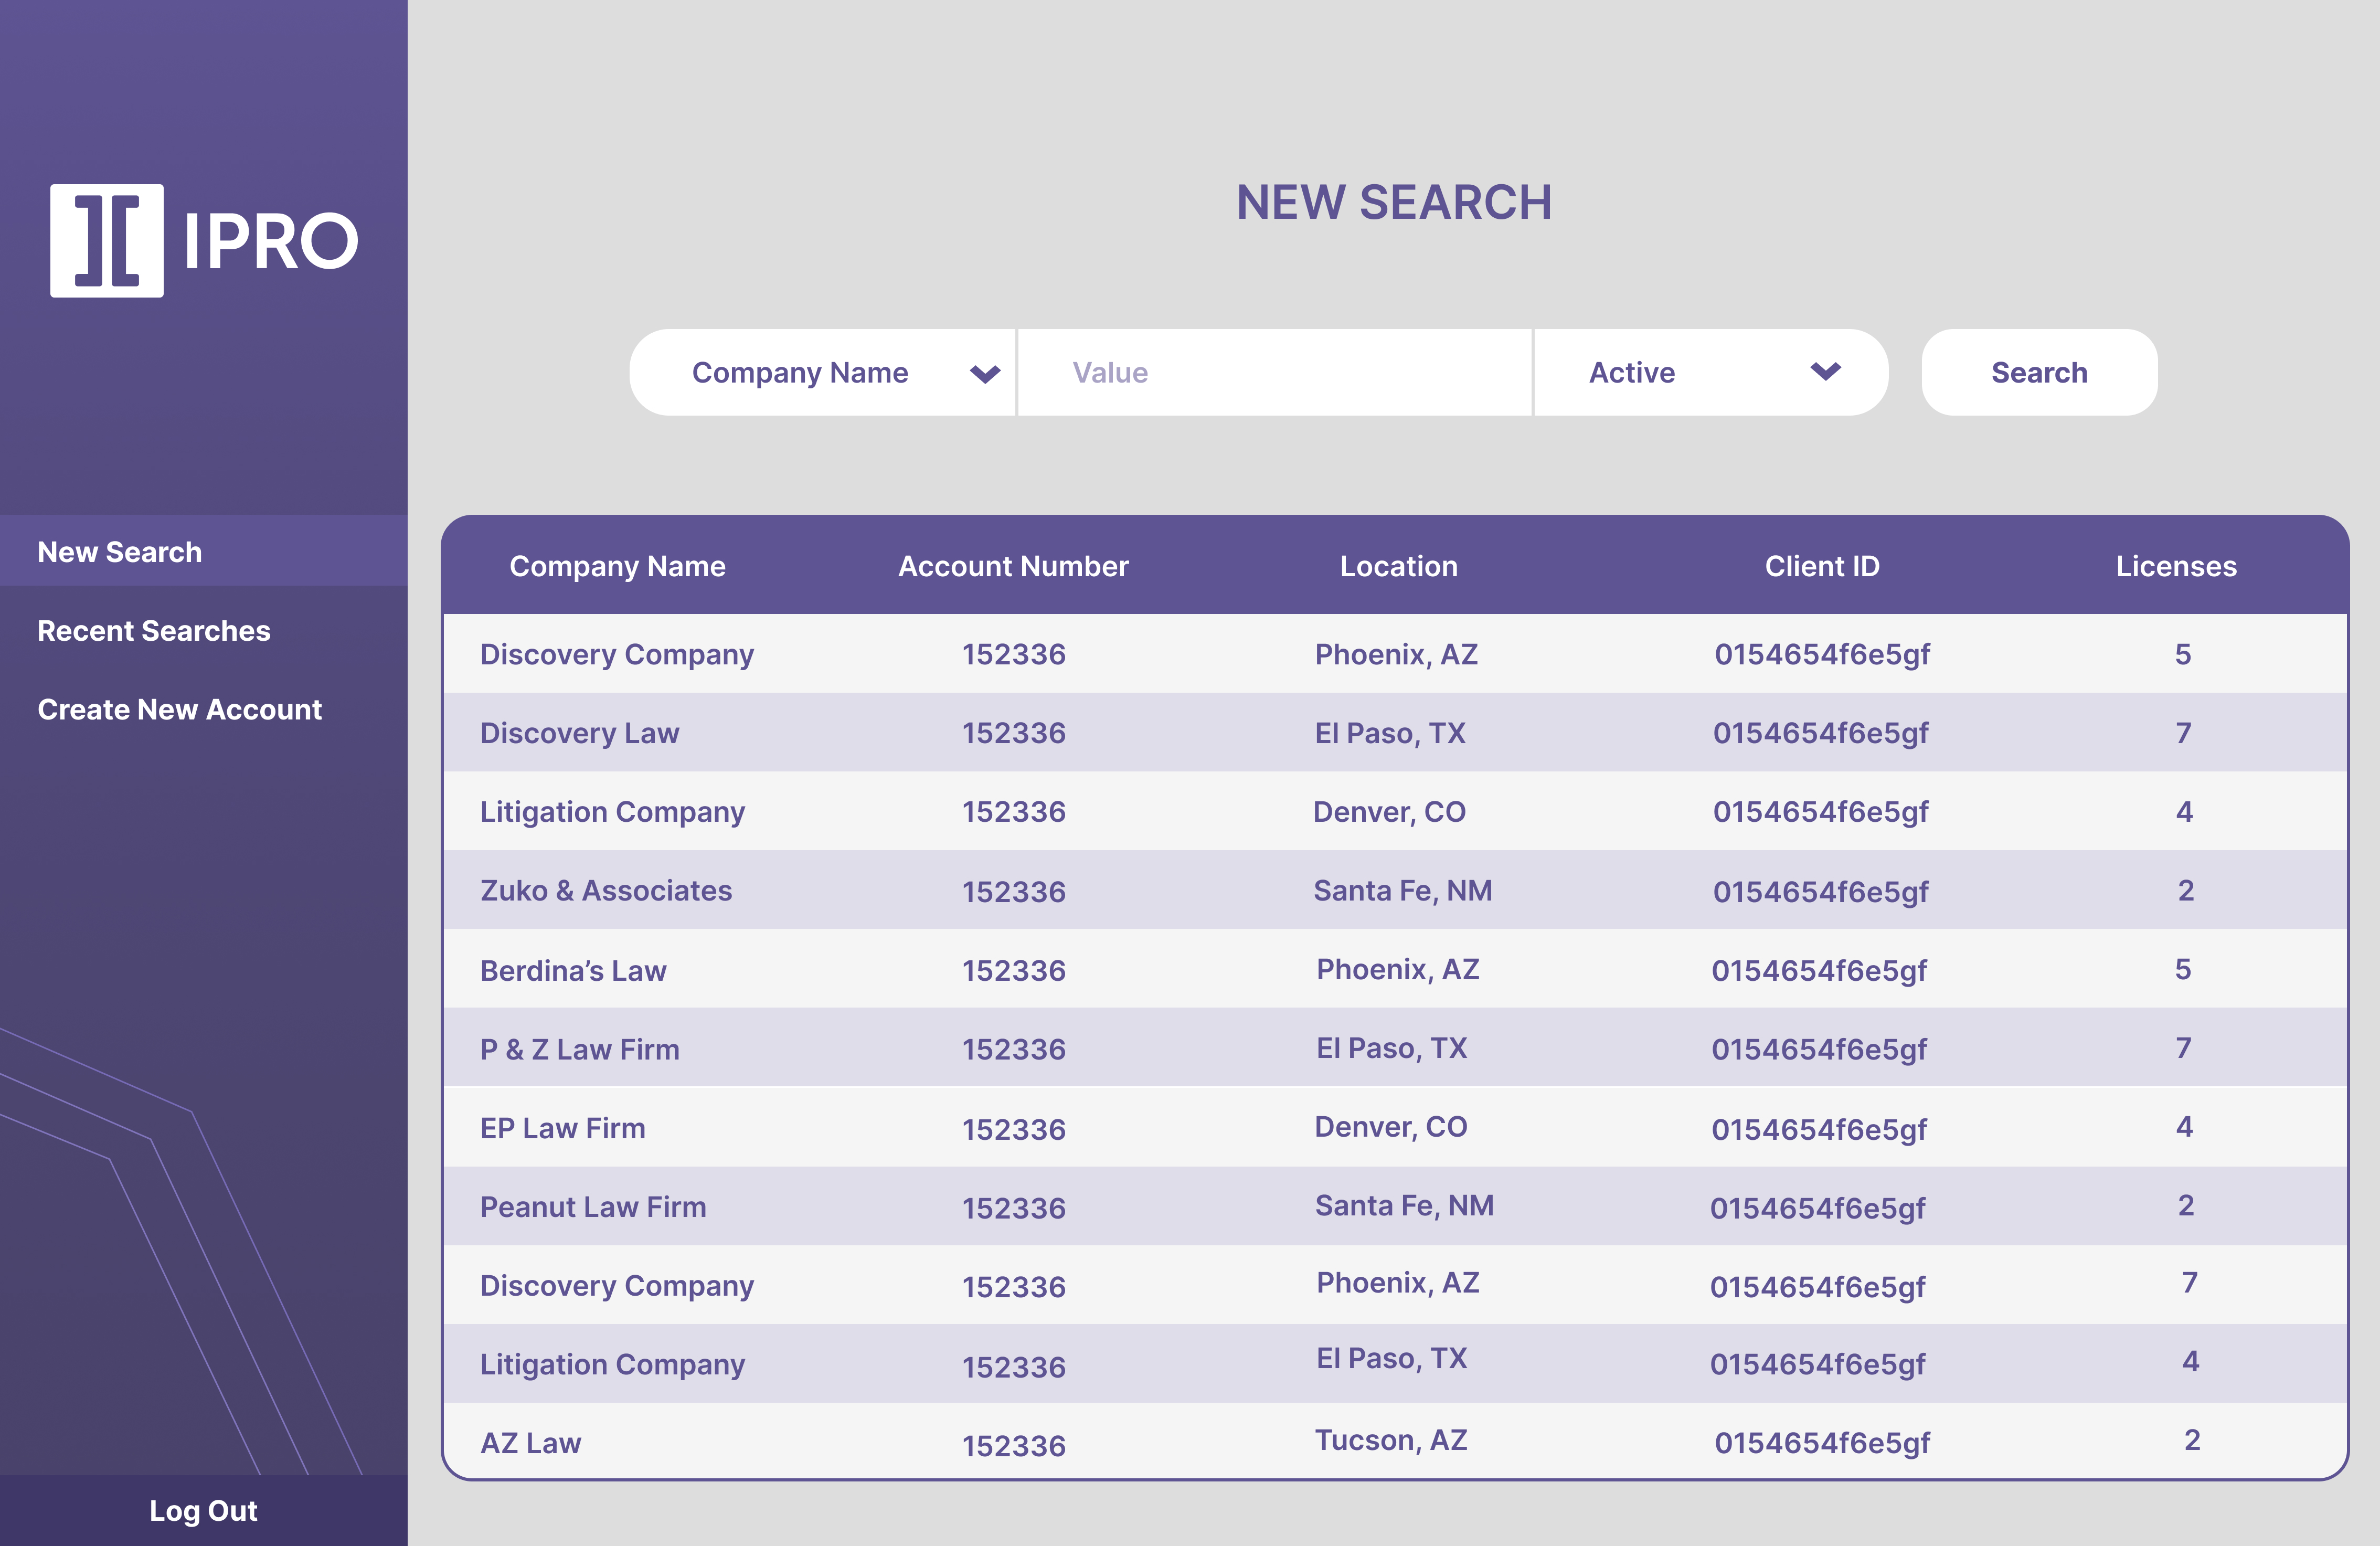 IPRO
NEW SEARCH
Company Name Value Active Search
New Search
Recent Searches
Create New Account
Log Out
Company Name Account Number Location Client ID Licenses
Discovery Company 152336 Phoenix, AZ 0154654f6e5gf 5
Discovery Law 152336 El Paso, TX 0154654f6e5gf 7
Litigation Company 152336 Denver, CO 0154654f6e5gf 4
Zuko & Associates 152336 Santa Fe, NM 0154654f6e5gf 2
Berdina’s Law 152336 Phoenix, AZ 0154654f6e5gf 5
P & Z Law Firm 152336 El Paso, TX 0154654f6e5gf 7
EP Law Firm 152336 Denver, CO 0154654f6e5gf 4
Peanut Law Firm 152336 Santa Fe, NM 0154654f6e5gf 2
Discovery Company 152336 Phoenix, AZ 0154654f6e5gf 7
Litigation Company 152336 El Paso, TX 0154654f6e5gf 4
AZ Law 152336 Tucson, AZ 0154654f6e5gf 2